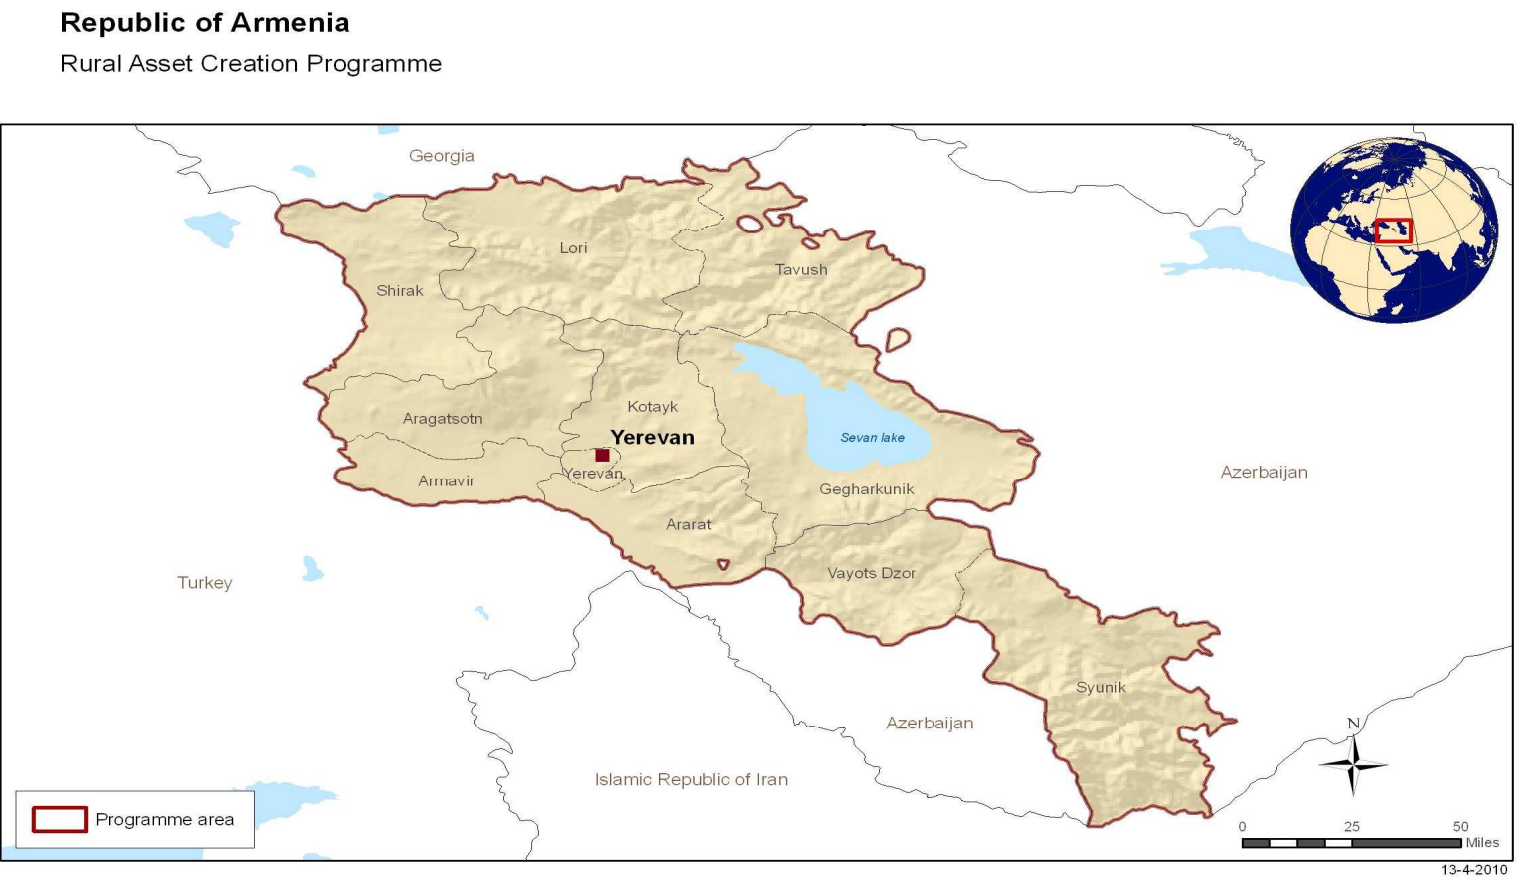 Republic of Armenia
Rural Asset Creation Programme
Georgia
Lori
Tavush
Shirak
Kotayk
Aragatsotn
Yerevan
Sevan lake
Yerevan
Armavir
Gegharkunik
Azerbaijan
Ararat
Vayots Dzor
Turkey
Syunik
Azerbaijan
N
Islamic Republic of Iran
Programme area
0 25 50
Miles
13-4-2010